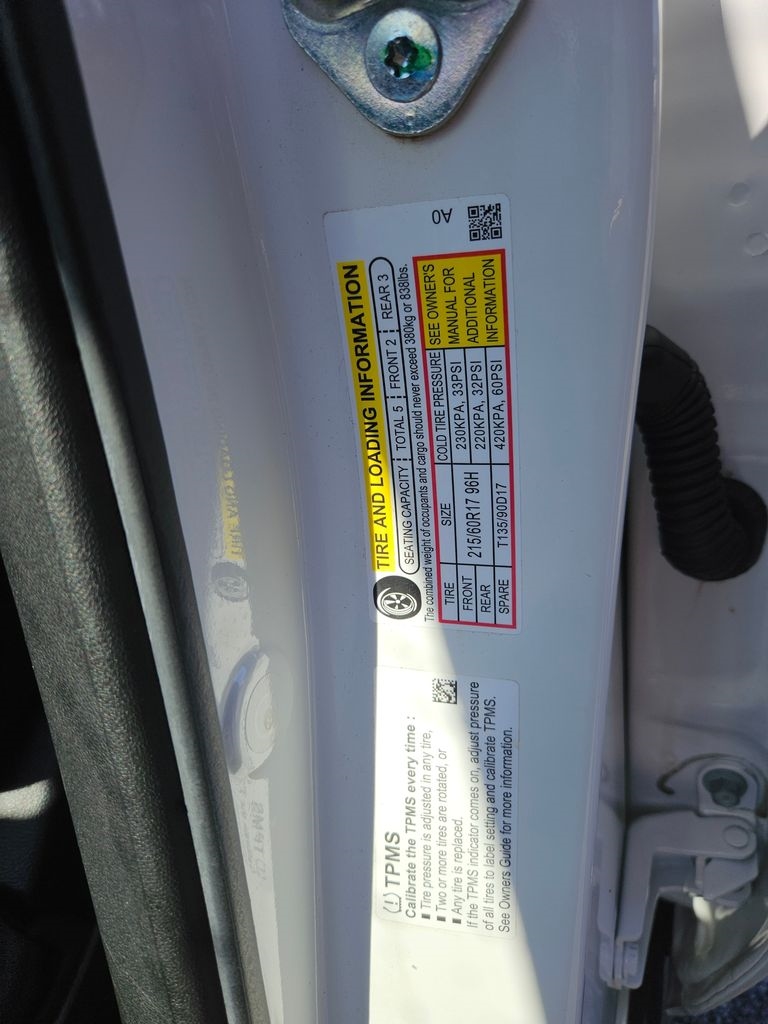 TIRE AND LOADING INFORMATION
SEATING CAPACITY TOTAL 5 FRONT 2 REAR 3
The combined weight of occupants and cargo should never exceed 380kg or 838lbs.
TIRE SIZE COLD TIRE PRESSURE SEE OWNER'S MANUAL FOR ADDITIONAL INFORMATION
FRONT 215/60R17 96H 230KPA, 33PSI
REAR 220KPA, 32PSI
SPARE T135/90D17 420KPA, 60PSI
A0
TPMS
Calibrate the TPMS every time :
Tire pressure is adjusted in any tire,
Two or more tires are rotated, or
Any tire is replaced.
If the TPMS indicator comes on, adjust pressure
of all tires to label setting and calibrate TPMS.
See Owners Guide for more information.